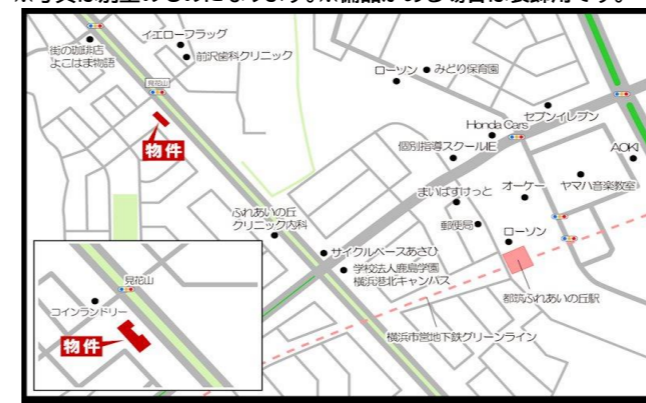 ※写真は別室のものになります。※備品がある場合は装飾用です。
街の珈琲店
よこはま物語
イエローフラッグ
前沢歯科クリニック
見花山
物件
ローソン
みどり保育園
セブンイレブン
Honda Cars
個別指導スクールIE
AOKI
まいばすけっと
オーケー
ヤマハ音楽教室
郵便局
ローソン
ふれあいの丘
クリニック内科
サイクルベースあさひ
学校法人鹿島学園
横浜港北キャンパス
都筑ふれあいの丘駅
横浜市営地下鉄グリーンライン
見花山
コインランドリー
物件